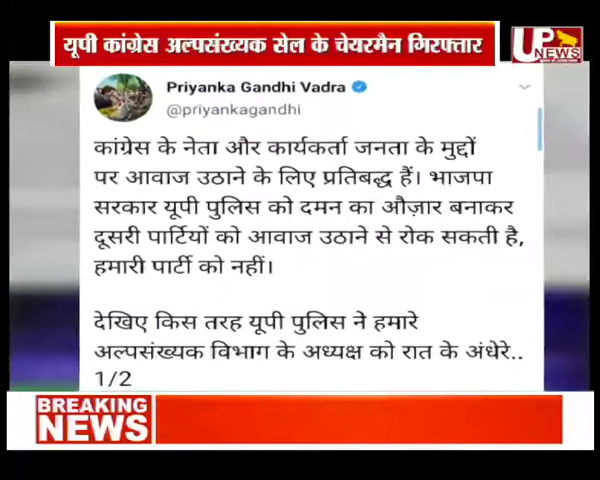 यूपी कांग्रेस अल्पसंख्यक सेल के चेयरमैन गिरफ्तार
UP
NEWS
Priyanka Gandhi Vadra
@priyankagandhi
कांग्रेस के नेता और कार्यकर्ता जनता के मुद्दों
पर आवाज उठाने के लिए प्रतिबद्ध हैं। भाजपा
सरकार यूपी पुलिस को दमन का औज़ार बनाकर
दूसरी पार्टियों को आवाज उठाने से रोक सकती है,
हमारी पार्टी को नहीं।
देखिए किस तरह यूपी पुलिस ने हमारे
अल्पसंख्यक विभाग के अध्यक्ष को रात के अंधेरे..
1/2
BREAKING
NEWS